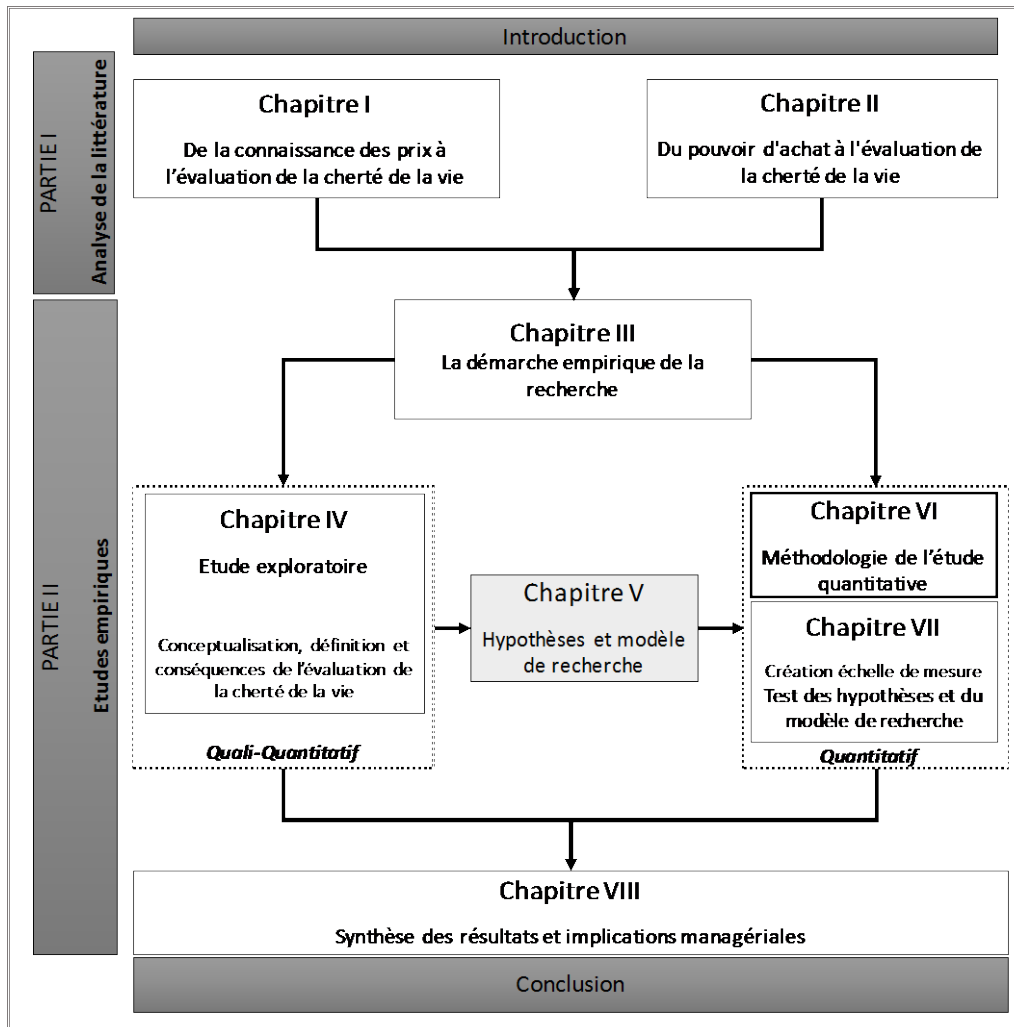 Introduction
PARTIE I
Analyse de la littérature
Chapitre I
De la connaissance des prix à
l'évaluation de la cherté de la vie
Chapitre II
Du pouvoir d'achat à l'évaluation de
la cherté de la vie
PARTIE II
Etudes empiriques
Chapitre III
La démarche empirique de la
recherche
Chapitre IV
Etude exploratoire
Conceptualisation, définition et
conséquences de l'évaluation de
la cherté de la vie
Quali-Quantitatif
Chapitre V
Hypothèses et modèle
de recherche
Chapitre VI
Méthodologie de l'étude
quantitative
Chapitre VII
Création échelle de mesure
Test des hypothèses et du
modèle de recherche
Quantitatif
Chapitre VIII
Synthèse des résultats et implications managériales
Conclusion